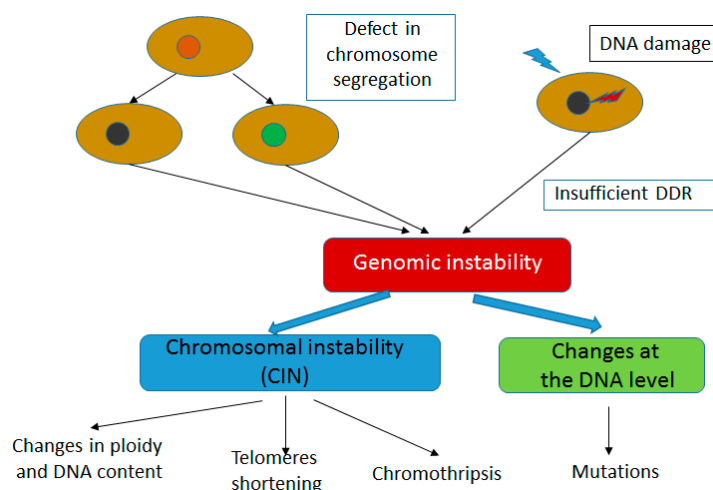 Defect in
chromosome
segregation
DNA damage
Insufficient DDR
Genomic instability
Chromosomal instability
(CIN)
Changes at
the DNA level
Changes in ploidy
and DNA content
Telomeres
shortening
Chromothripsis
Mutations